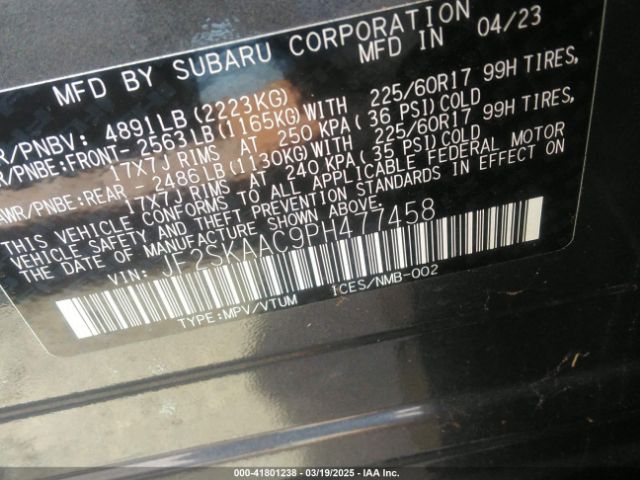 MFD BY SUBARU CORPORATION
MFD IN 04/23
R/PNBV: 4891LB(2223KG)
R/PNBE:FRONT-2563LB(1165KG)WITH 225/60R17 99H TIRES,
17X7J RIMS AT 250 KPA(36 PSI)COLD
AWR/PNBE:REAR -2486LB(1130KG)WITH 225/60R17 99H TIRES,
17X7J RIMS AT 240 KPA(35 PSI)COLD
THIS VEHICLE CONFORMS TO ALL APPLICABLE FEDERAL MOTOR
VEHICLE SAFETY AND THEFT PREVENTION STANDARDS IN EFFECT
ON THE DATE OF MANUFACTURE SHOWN ABOVE.
VIN: JF2SKAAC9PH477458
TYPE:MPV/VTUM ICES/NMB-002
000-41801238 - 03/19/2025 - IAA Inc.